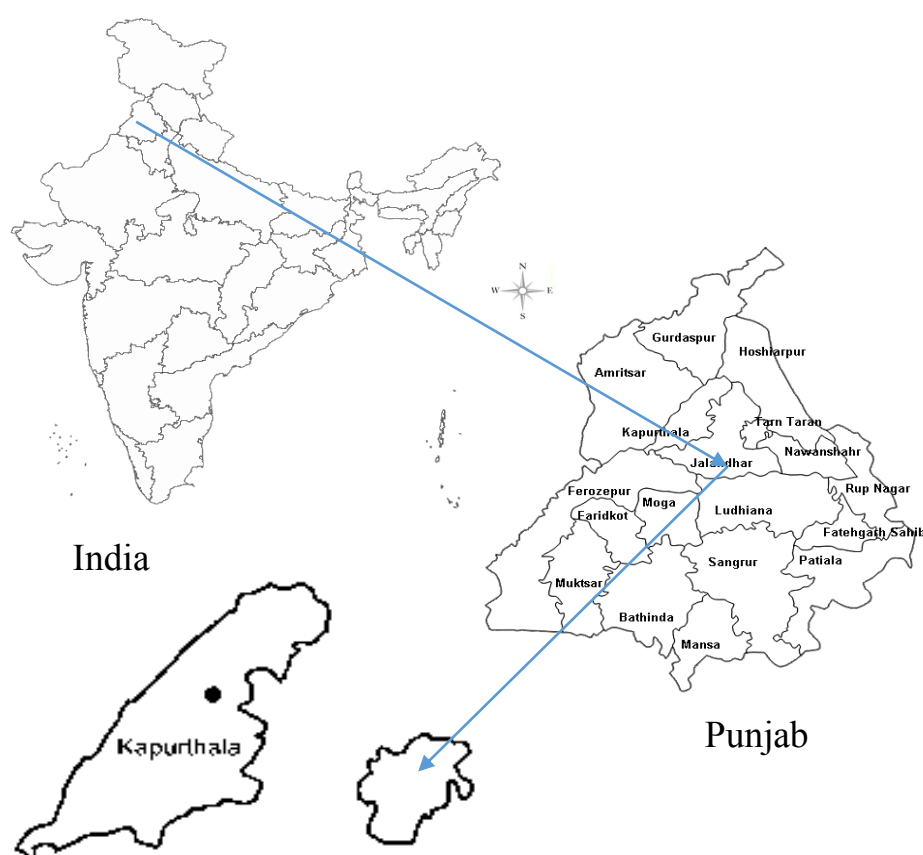 N
W E
S
Gurdaspur
Hoshiarpur
Amritsar
Tarn Taran
Kapurthala
Nawanshahr
Jalandhar
Rup Nagar
Ferozepur
Moga
Ludhiana
Faridkot
Fatehgath Sahib
India
Sangrur
Patiala
Muktsar
Bathinda
Mansa
Punjab
Kapurthala